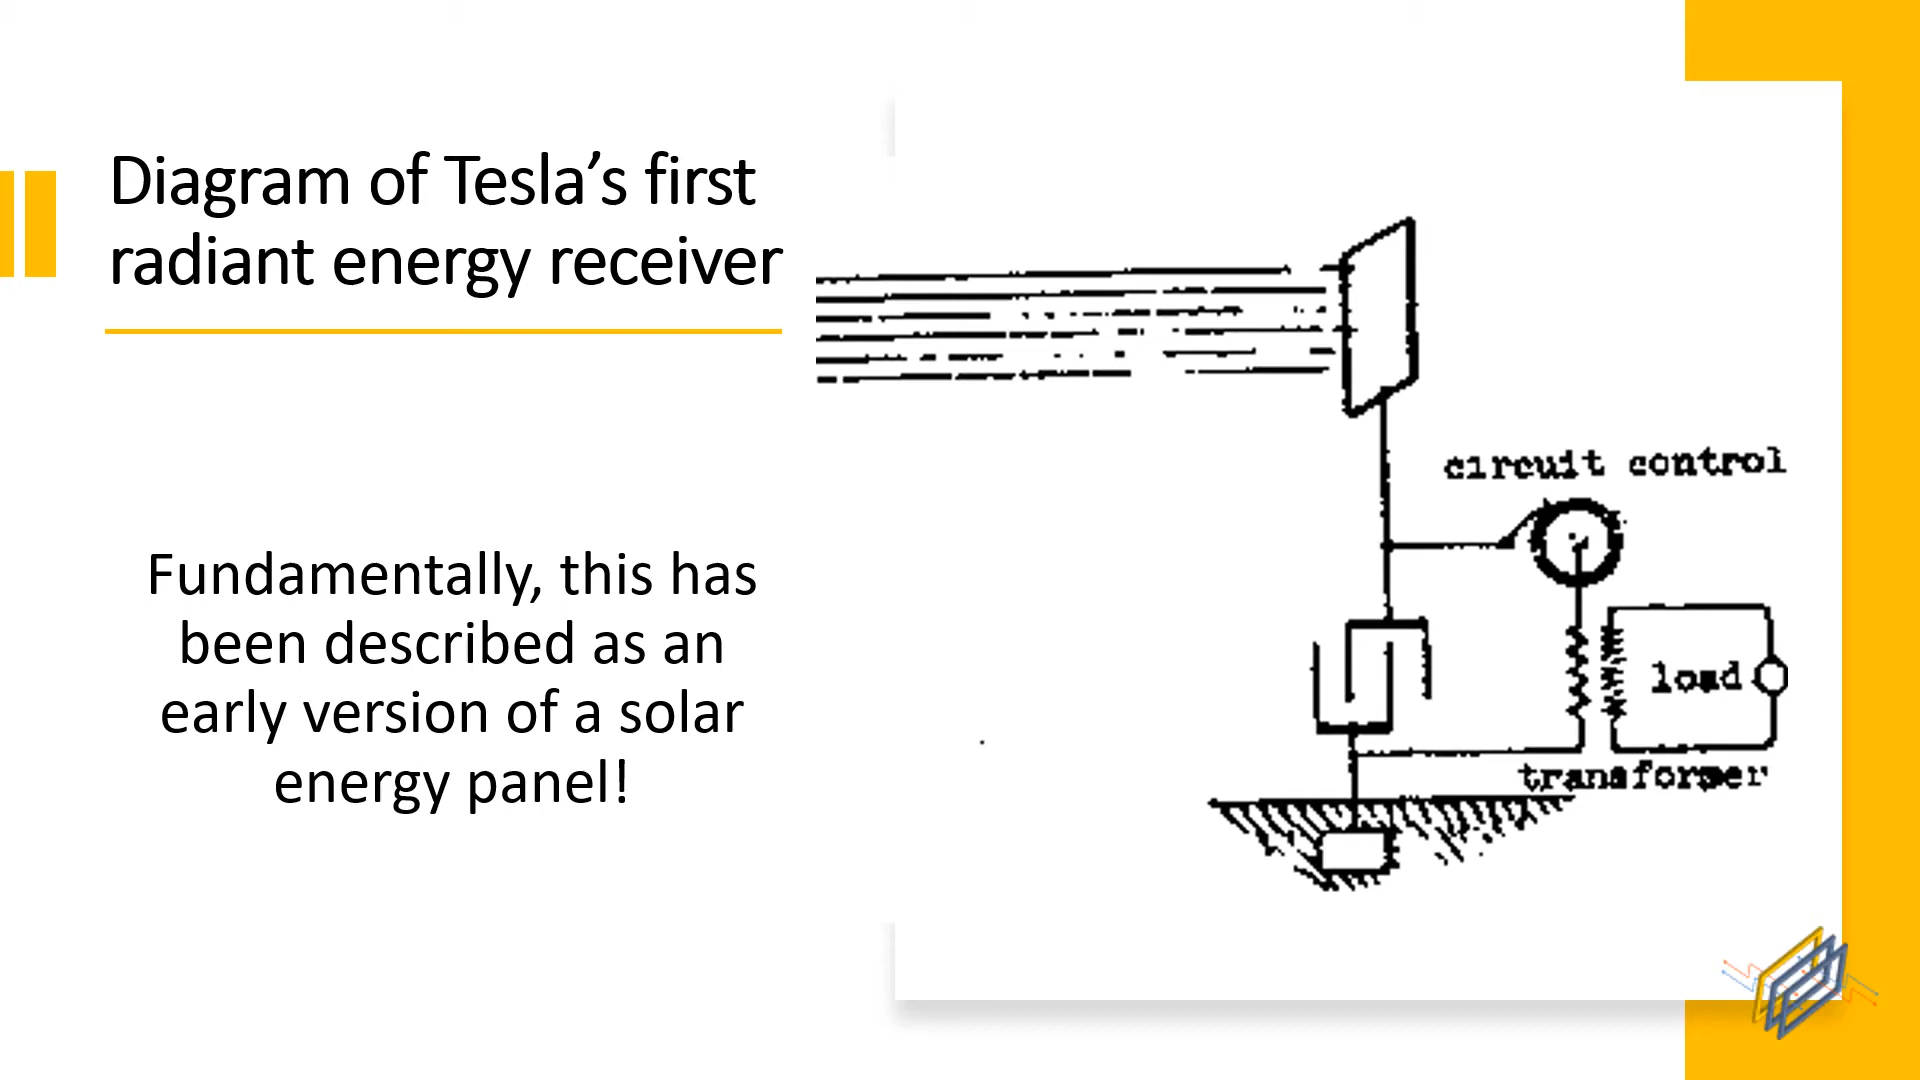 Diagram of Tesla’s first
radiant energy receiver
Fundamentally, this has
been described as an
early version of a solar
energy panel!
circuit control
load
transformer